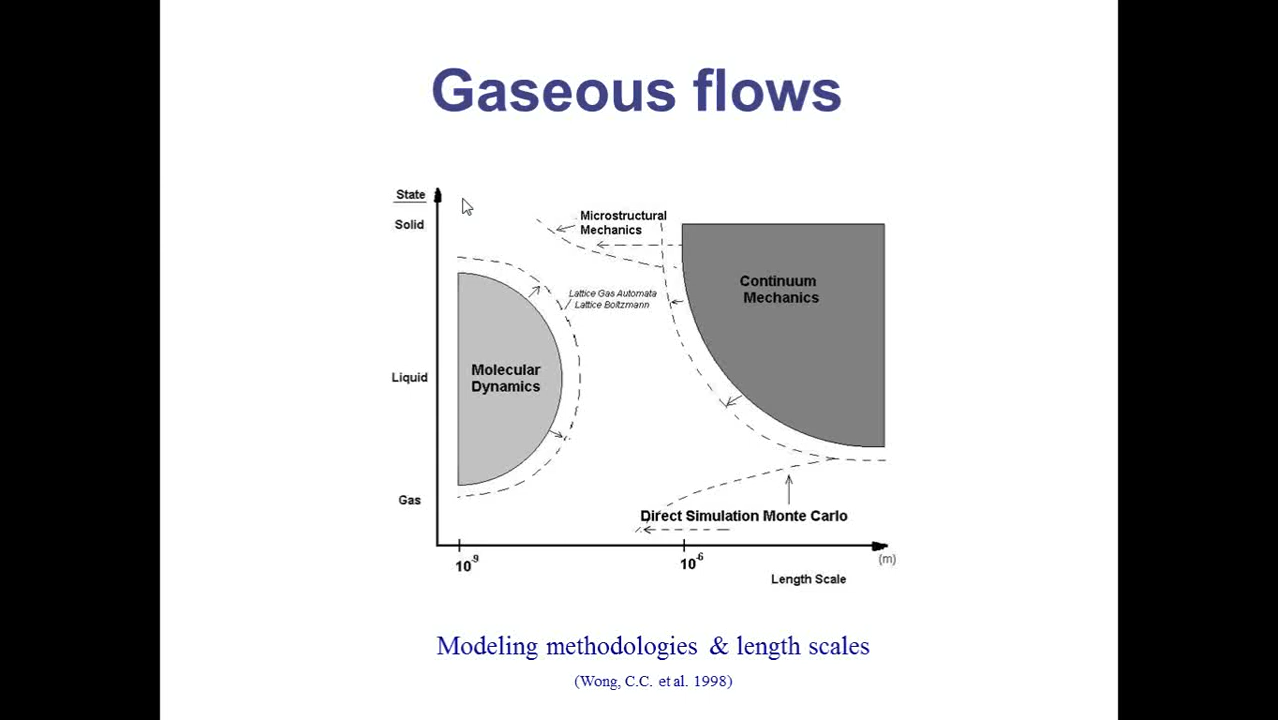 Gaseous flows
State
Solid
Microstructural
Mechanics
Continuum
Mechanics
Lattice Gas Automata
Lattice Boltzmann
Liquid
Molecular
Dynamics
Gas
Direct Simulation Monte Carlo
10⁻⁹
10⁻⁶
(m)
Length Scale
Modeling methodologies & length scales
(Wong, C.C. et al. 1998)